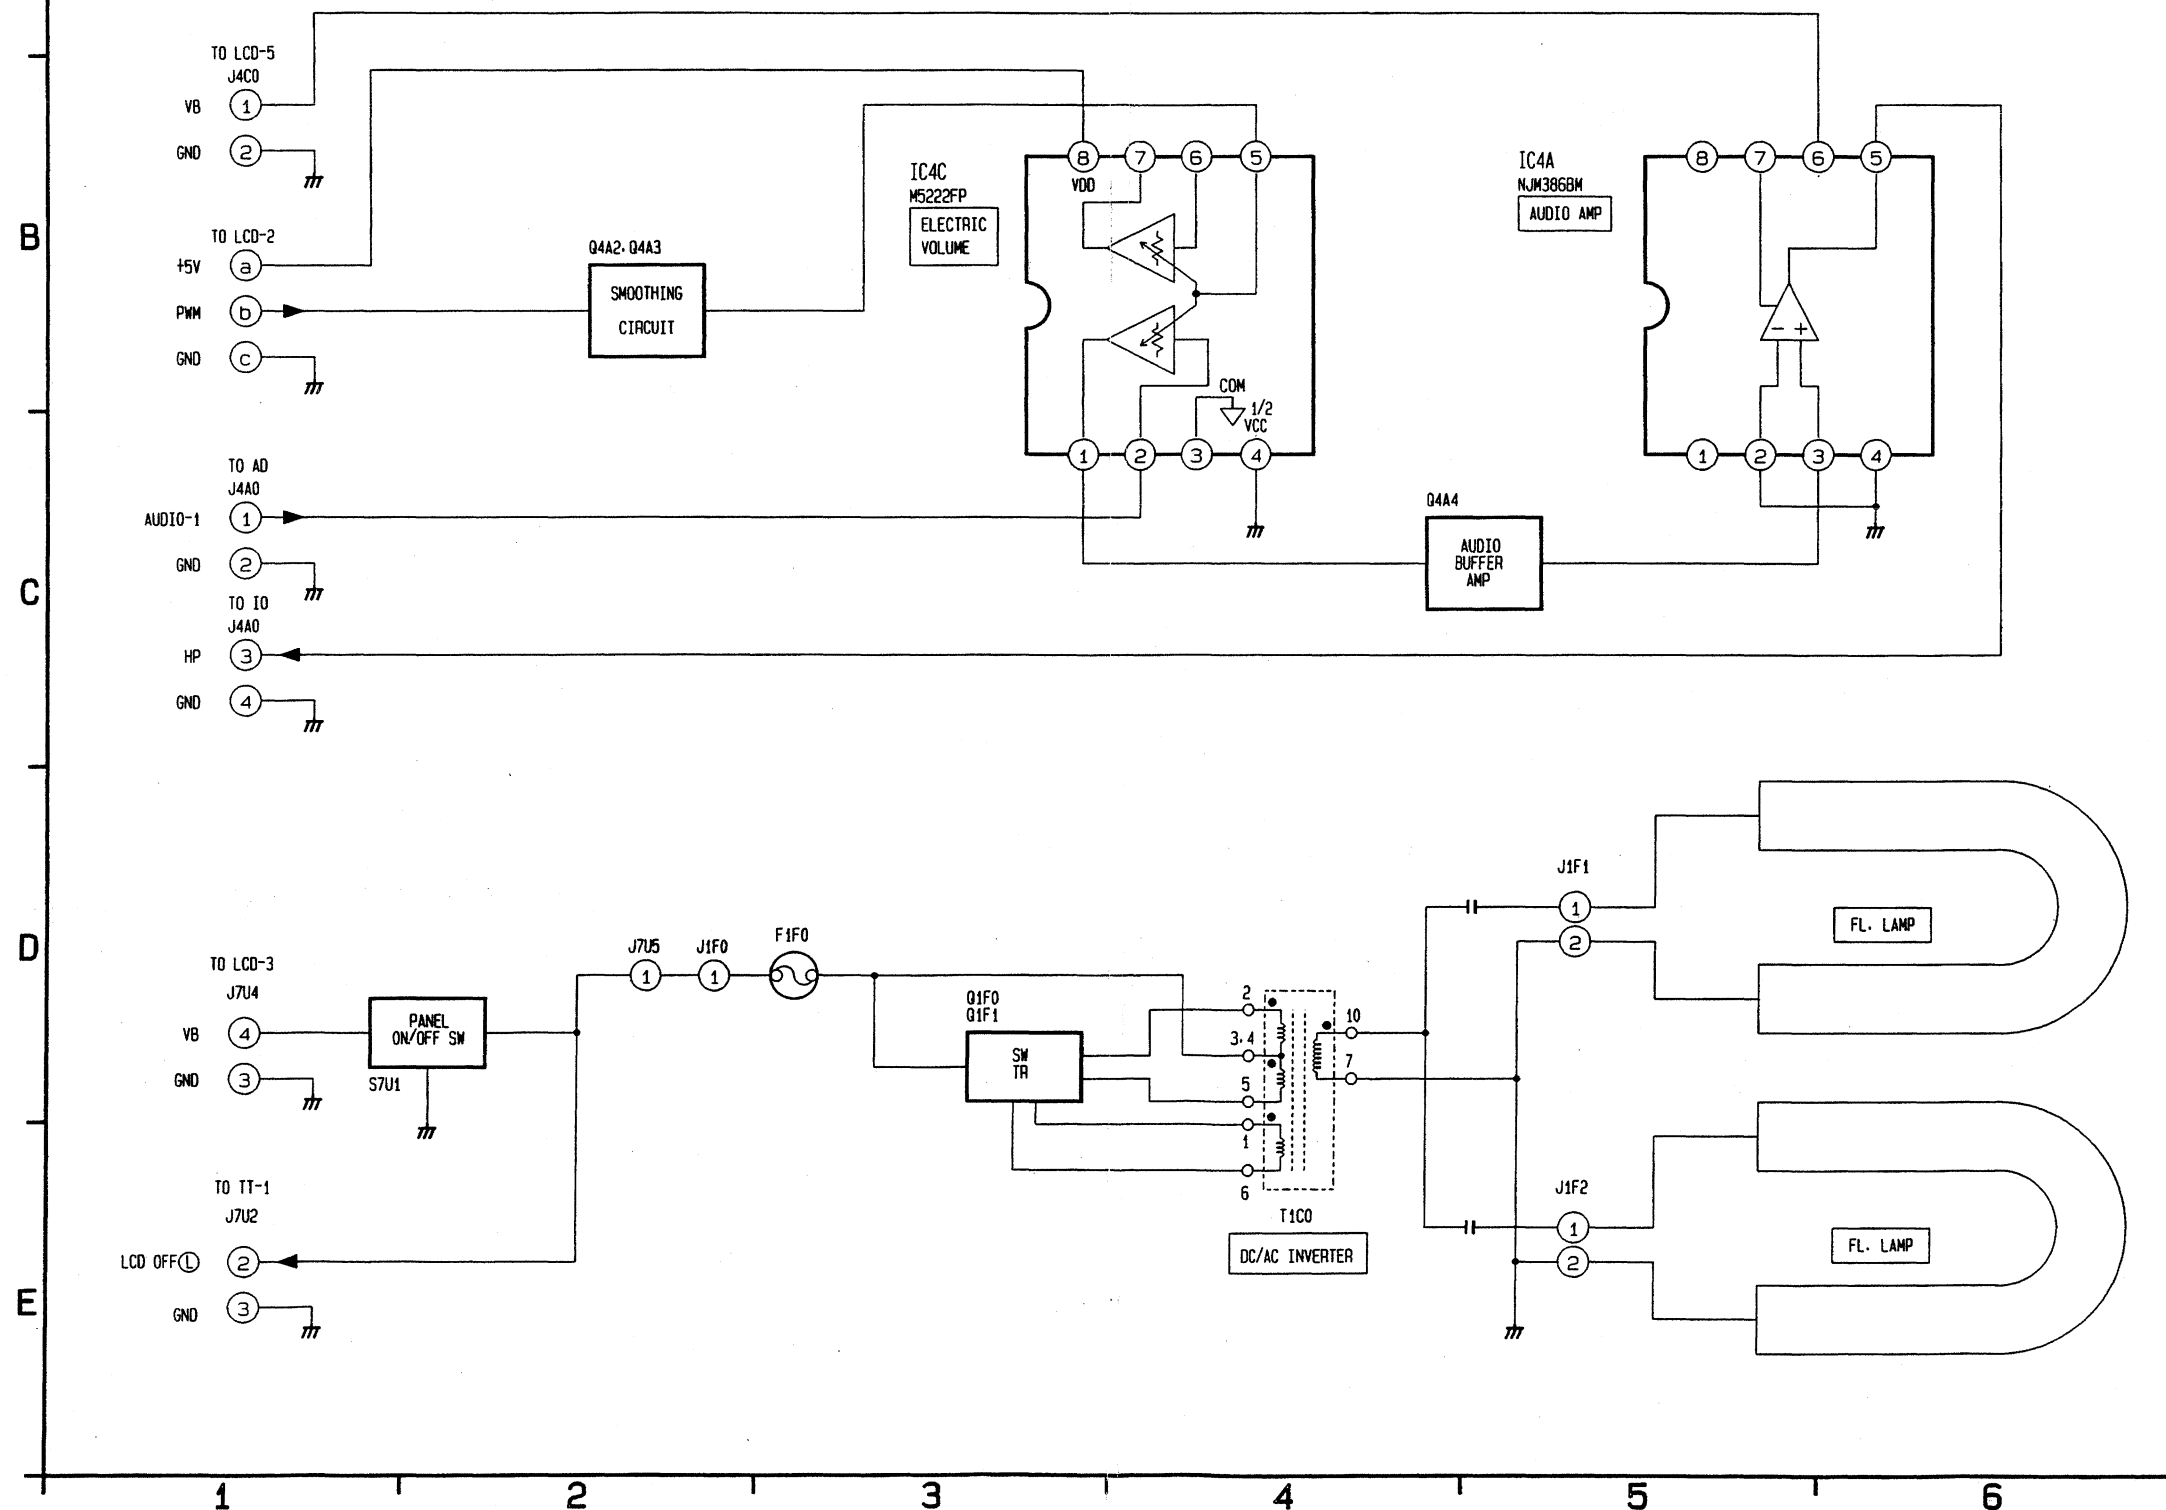 TO LCD-5
J4C0
VB 1
GND 2
TO LCD-2
+5V a
PWM b
GND c
Q4A2, Q4A3
SMOOTHING
CIRCUIT
IC4C
M5222FP
ELECTRIC
VOLUME
8 7 6 5
VDD
COM
1/2
VCC
1 2 3 4
IC4A
NJM386BM
AUDIO AMP
8 7 6 5
- +
1 2 3 4
B
TO AD
J4A0
AUDIO-1 1
GND 2
TO IO
J4A0
HP 3
GND 4
Q4A4
AUDIO
BUFFER
AMP
C
TO LCD-3
J7U4
VB 4
GND 3
PANEL
ON/OFF SW
S7U1
J7U5
1
J1F0
1
F1F0
Q1F0
Q1F1
SW
TR
2
3,4
5
1
6
10
7
T1C0
DC/AC INVERTER
J1F1
1
2
FL. LAMP
D
TO TT-1
J7U2
LCD OFF Ⓛ 2
GND 3
J1F2
1
2
FL. LAMP
E
1 2 3 4 5 6